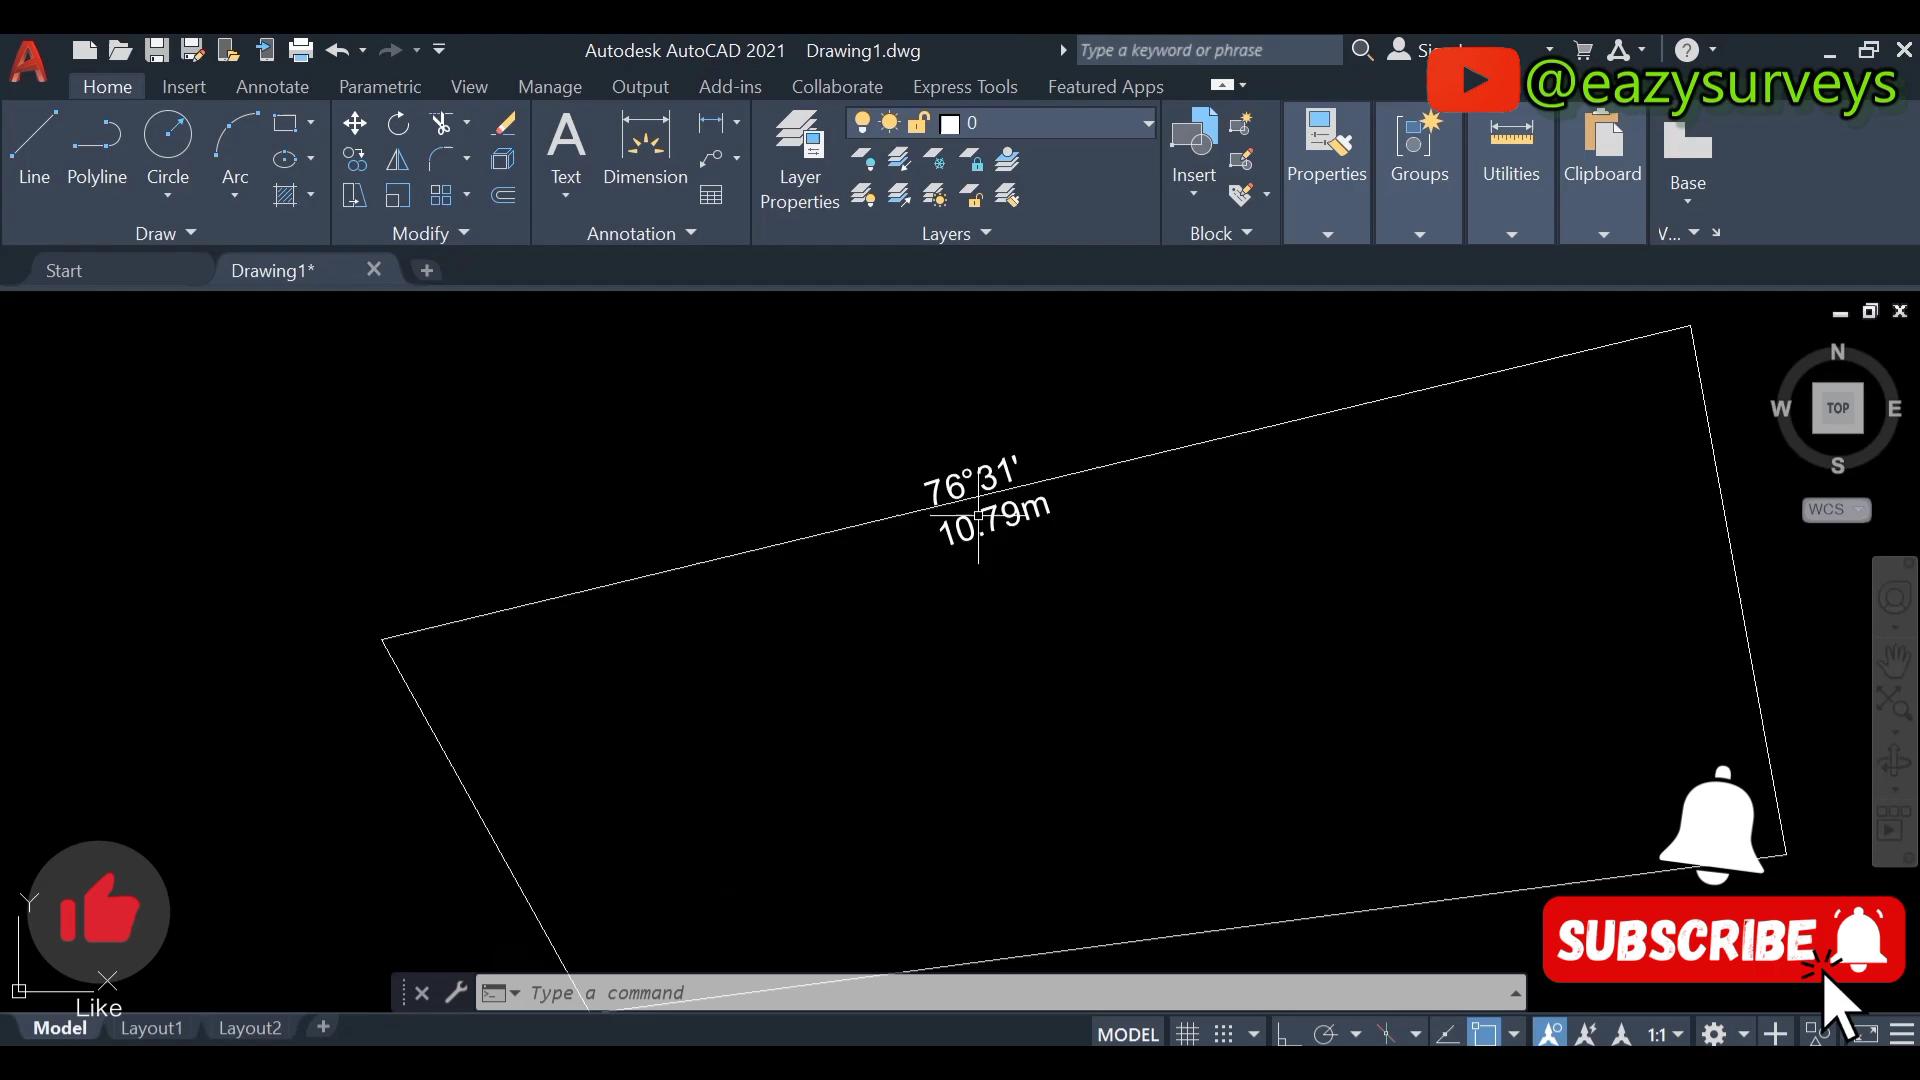 Autodesk AutoCAD 2021 Drawing1.dwg
Type a keyword or phrase
@eazysurveys
Home Insert Annotate Parametric View Manage Output Add-ins Collaborate Express Tools Featured Apps
0
Line Polyline Circle Arc
Text Dimension
Layer Properties
Insert
Properties
Groups
Utilities
Clipboard
Base
Draw Modify Annotation Layers Block V...
Start Drawing1*
N
W TOP E
S
WCS
76°31'
10.79m
Y
X
Like
SUBSCRIBE
Type a command
Model Layout1 Layout2
MODEL 1:1